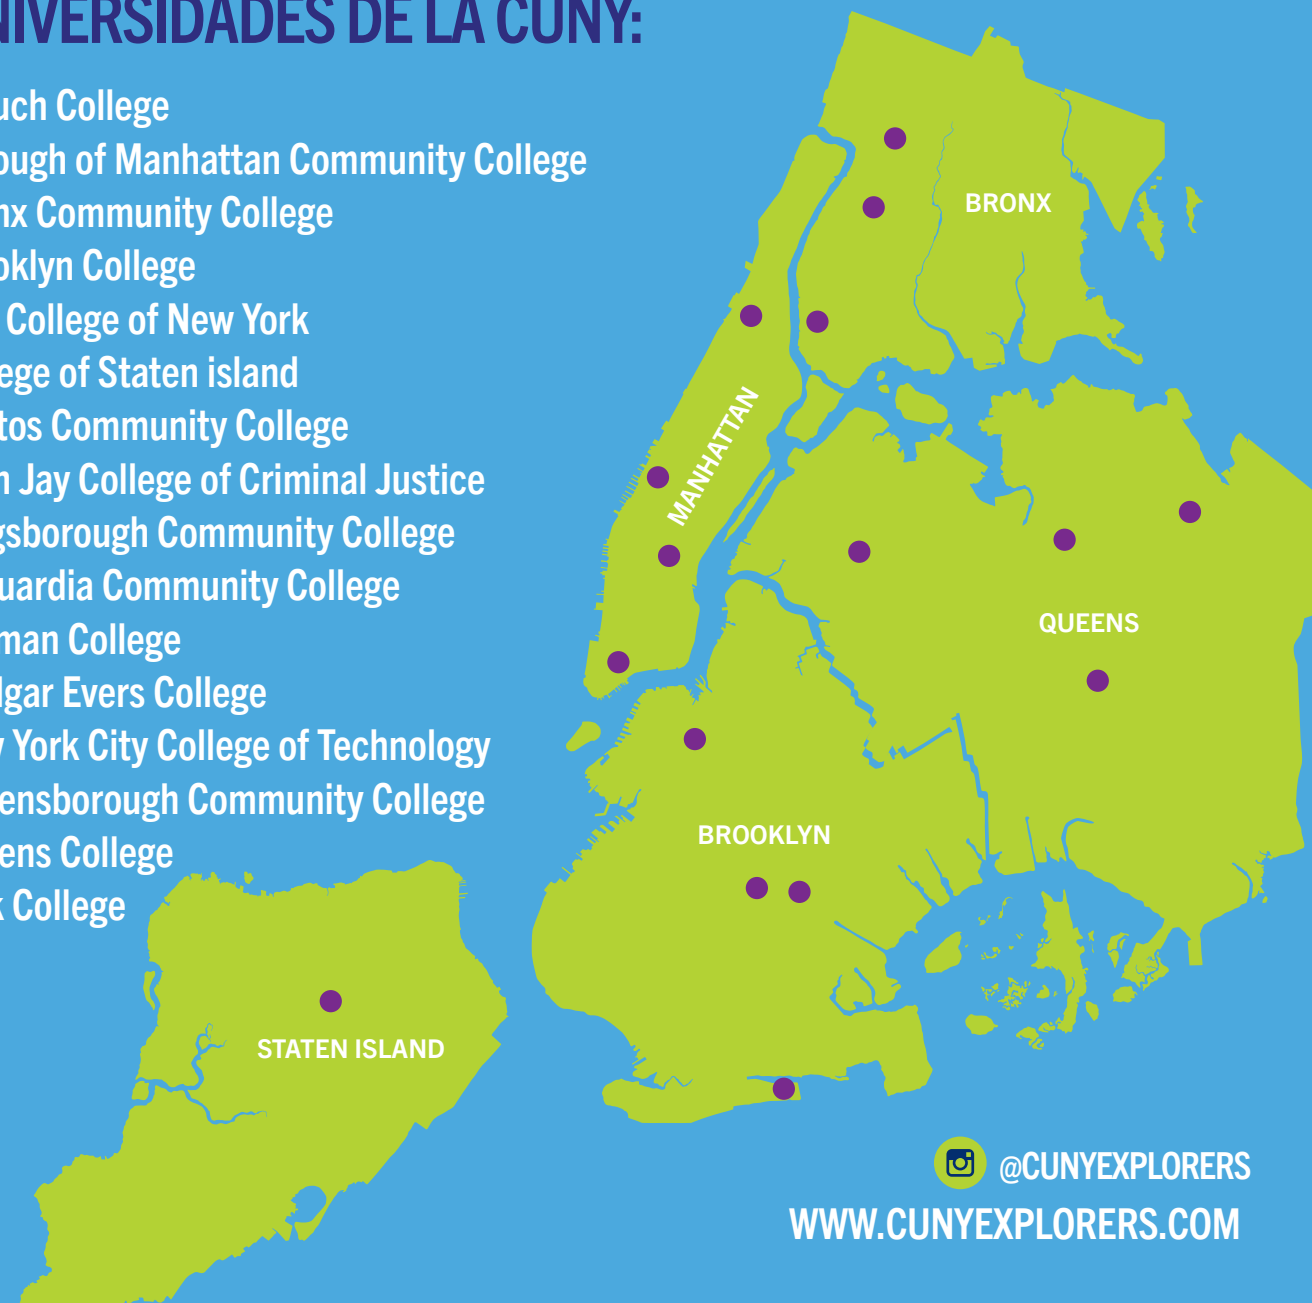 NIVERSIDADES DE LA CUNY:
uch College
ough of Manhattan Community College
nx Community College
oklyn College
College of New York
ege of Staten island
tos Community College
n Jay College of Criminal Justice
gsborough Community College
uardia Community College
man College
lgar Evers College
York City College of Technology
ensborough Community College
ens College
k College
BRONX
MANHATTAN
QUEENS
BROOKLYN
STATEN ISLAND
@CUNYEXPLORERS
WWW.CUNYEXPLORERS.COM